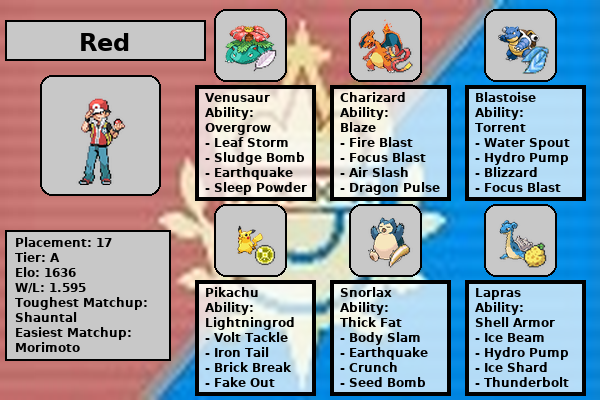 Red
Venusaur
Ability:
Overgrow
- Leaf Storm
- Sludge Bomb
- Earthquake
- Sleep Powder
Charizard
Ability:
Blaze
- Fire Blast
- Focus Blast
- Air Slash
- Dragon Pulse
Blastoise
Ability:
Torrent
- Water Spout
- Hydro Pump
- Blizzard
- Focus Blast
Placement: 17
Tier: A
Elo: 1636
W/L: 1.595
Toughest Matchup:
Shauntal
Easiest Matchup:
Morimoto
Pikachu
Ability:
Lightningrod
- Volt Tackle
- Iron Tail
- Brick Break
- Fake Out
Snorlax
Ability:
Thick Fat
- Body Slam
- Earthquake
- Crunch
- Seed Bomb
Lapras
Ability:
Shell Armor
- Ice Beam
- Hydro Pump
- Ice Shard
- Thunderbolt